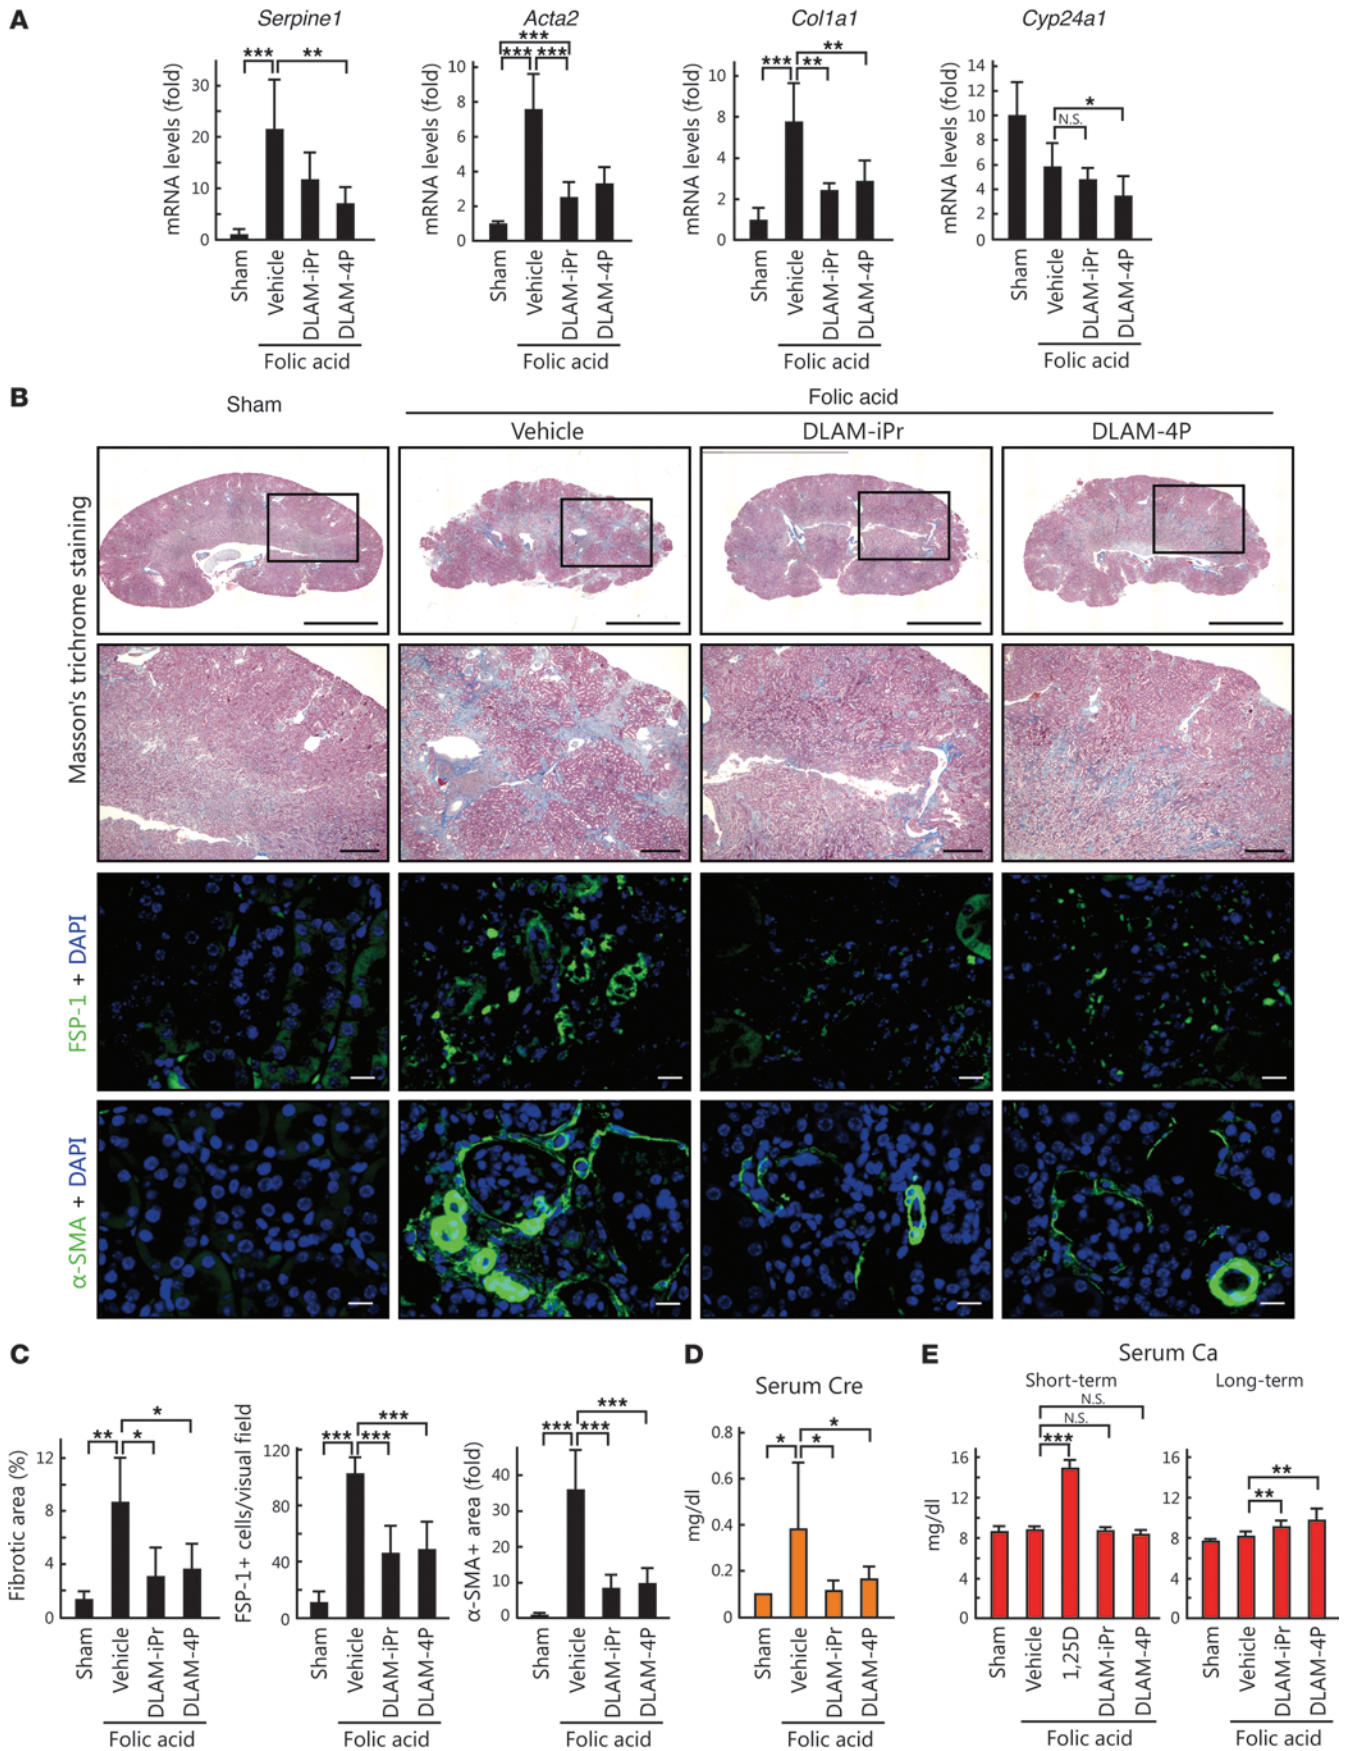 A
Serpine1
Acta2
Col1a1
Cyp24a1
mRNA levels (fold)
30
20
10
0
***
**
Sham
Vehicle
DLAM-iPr
DLAM-4P
Folic acid
mRNA levels (fold)
10
8
6
4
2
0
***
***
***
Sham
Vehicle
DLAM-iPr
DLAM-4P
Folic acid
mRNA levels (fold)
10
8
4
2
0
***
**
**
Sham
Vehicle
DLAM-iPr
DLAM-4P
Folic acid
mRNA levels (fold)
14
12
10
8
6
4
2
0
*
N.S.
Sham
Vehicle
DLAM-iPr
DLAM-4P
Folic acid
B
Sham
Folic acid
Vehicle
DLAM-iPr
DLAM-4P
Masson's trichrome staining
FSP-1 + DAPI
α-SMA + DAPI
C
Fibrotic area (%)
12
8
4
0
**
*
*
Sham
Vehicle
DLAM-iPr
DLAM-4P
Folic acid
FSP-1+ cells/visual field
120
80
40
0
***
***
***
Sham
Vehicle
DLAM-iPr
DLAM-4P
Folic acid
α-SMA+ area (fold)
40
30
20
10
0
***
***
***
Sham
Vehicle
DLAM-iPr
DLAM-4P
Folic acid
D
Serum Cre
mg/dl
0.8
0.6
0.4
0.2
0
*
*
*
Sham
Vehicle
DLAM-iPr
DLAM-4P
Folic acid
E
Serum Ca
Short-term
Long-term
mg/dl
16
12
8
4
0
N.S.
N.S.
***
Sham
Vehicle
1,25D
DLAM-iPr
DLAM-4P
Folic acid
16
12
8
4
0
**
**
Sham
Vehicle
DLAM-iPr
DLAM-4P
Folic acid